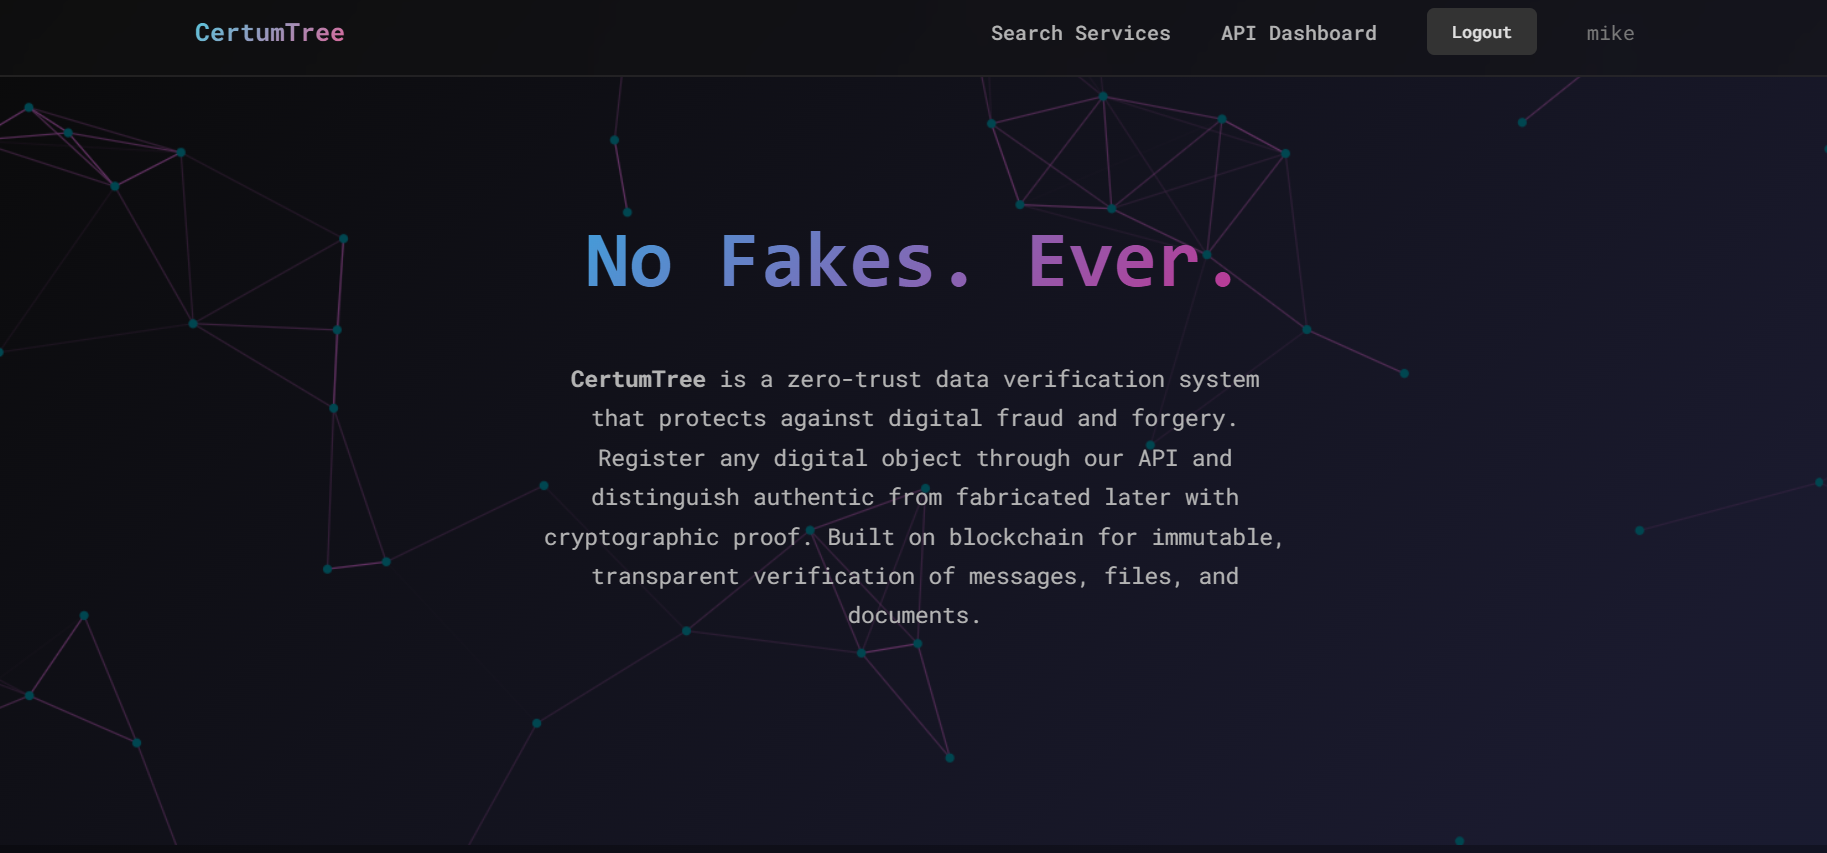 CertumTree
Search Services
API Dashboard
Logout
mike
No Fakes. Ever.
CertumTree is a zero-trust data verification system
that protects against digital fraud and forgery.
Register any digital object through our API and
distinguish authentic from fabricated later with
cryptographic proof. Built on blockchain for immutable,
transparent verification of messages, files, and
documents.